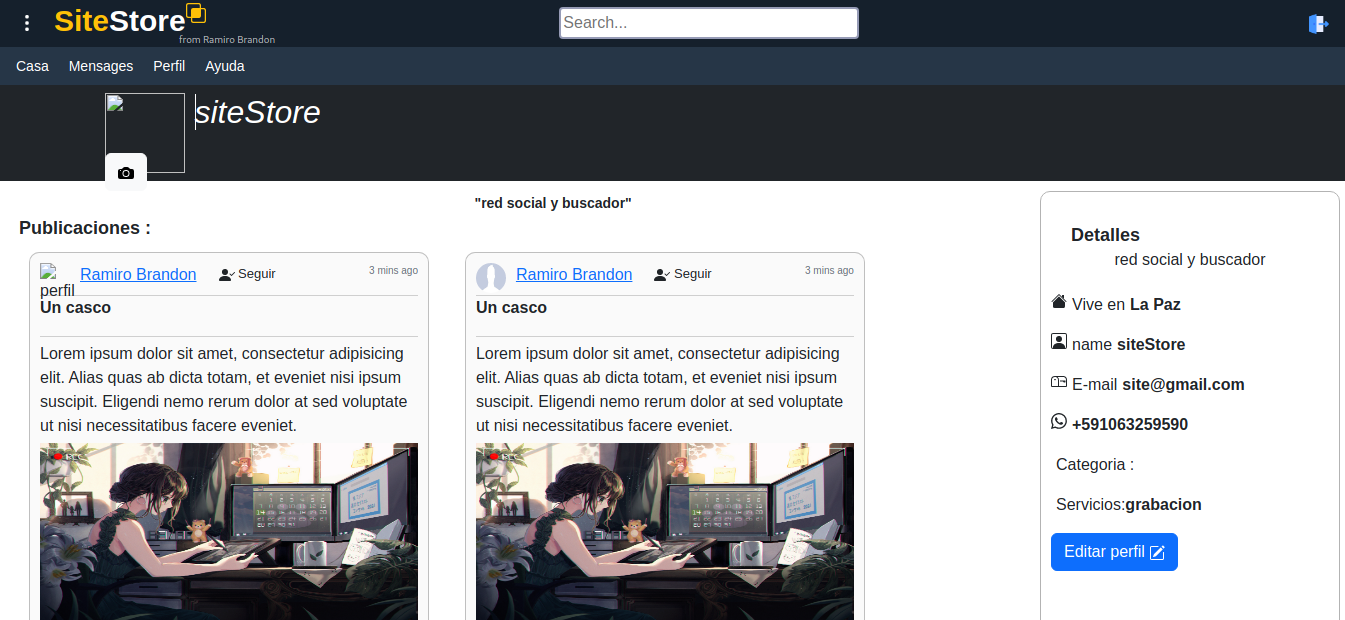 SiteStore
from Ramiro Brandon
Search...
Casa Mensages Perfil Ayuda
siteStore
"red social y buscador"
Publicaciones :
perfil Ramiro Brandon Seguir 3 mins ago
Un casco
Lorem ipsum dolor sit amet, consectetur adipisicing
elit. Alias quas ab dicta totam, et eveniet nisi ipsum
suscipit. Eligendi nemo rerum dolor at sed voluptate
ut nisi necessitatibus facere eveniet.
Ramiro Brandon Seguir 3 mins ago
Un casco
Lorem ipsum dolor sit amet, consectetur adipisicing
elit. Alias quas ab dicta totam, et eveniet nisi ipsum
suscipit. Eligendi nemo rerum dolor at sed voluptate
ut nisi necessitatibus facere eveniet.
Detalles
red social y buscador
Vive en La Paz
name siteStore
E-mail site@gmail.com
+591063259590
Categoria :
Servicios:grabacion
Editar perfil